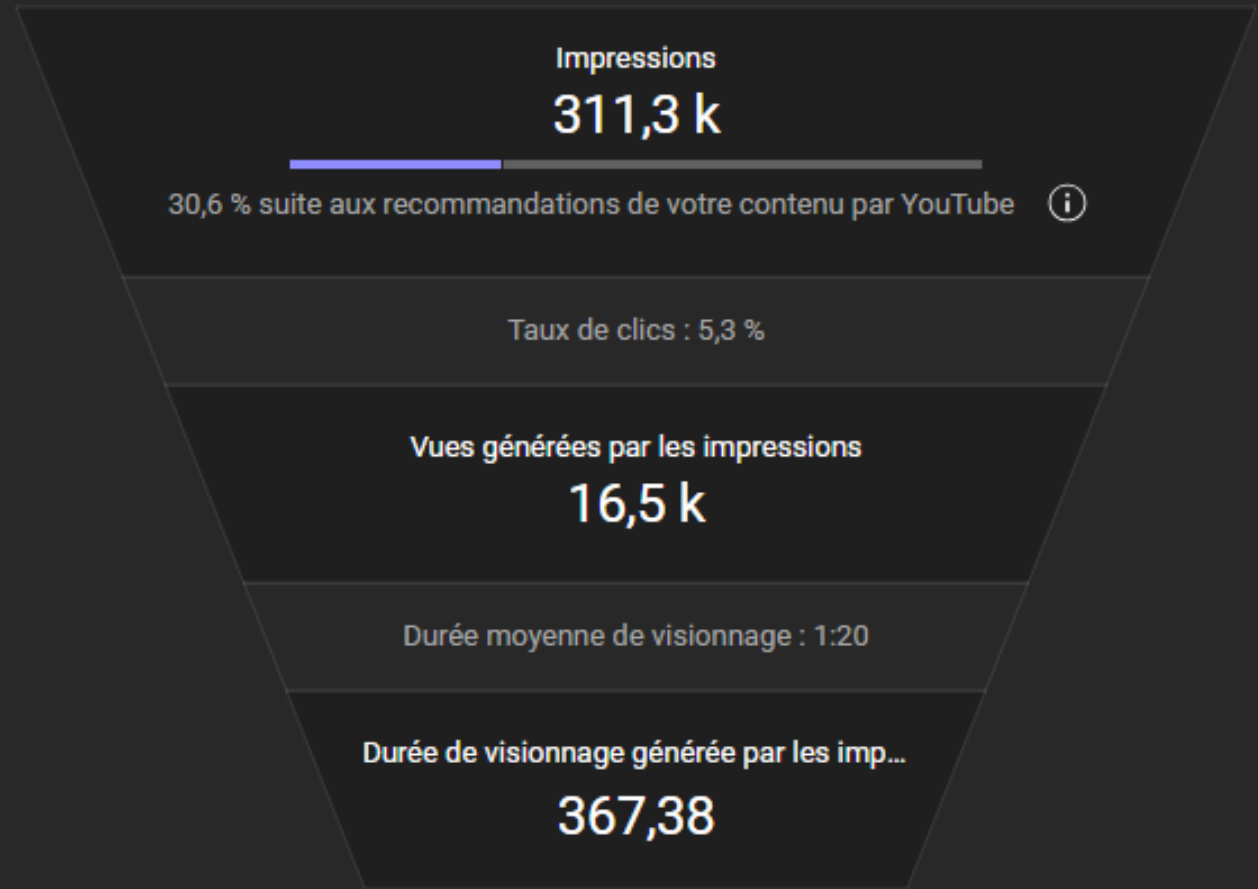 Impressions
311,3 k
30,6 % suite aux recommandations de votre contenu par YouTube
Taux de clics : 5,3 %
Vues générées par les impressions
16,5 k
Durée moyenne de visionnage : 1:20
Durée de visionnage générée par les imp...
367,38